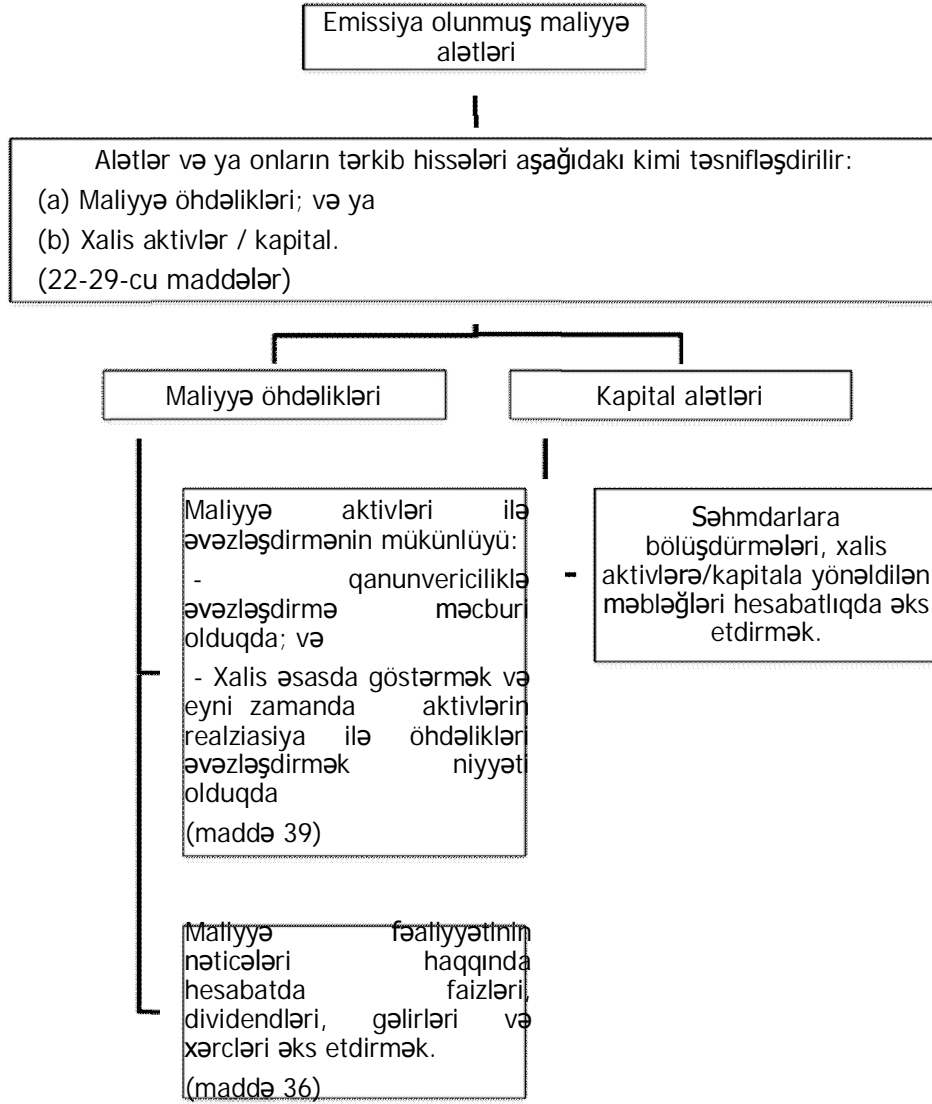 Emissiya olunmuş maliyyə
alətləri
Alətlər və ya onların tərkib hissələri aşağıdakı kimi təsnifləşdirilir:
(a) Maliyyə öhdəlikləri; və ya
(b) Xalis aktivlər / kapital.
(22-29-cu maddələr)
Maliyyə öhdəlikləri
Kapital alətləri
Maliyyə aktivləri ilə
əvəzləşdirmənin mükünlüyü:
- qanunvericiliklə
əvəzləşdirmə məcburi
olduqda; və
- Xalis əsasda göstərmək və
eyni zamanda aktivlərin
realziasiya ilə öhdəlikləri
əvəzləşdirmək niyyəti
olduqda
(maddə 39)
Səhmdarlara
bölüşdürmələri, xalis
aktivlərə/kapitala yönəldilən
məbləğləri hesabatlıqda əks
etdirmək.
Maliyyə fəaliyyətinin
nəticələri haqqında
hesabatda faizləri,
dividendləri, gəlirləri və
xərcləri əks etdirmək.
(maddə 36)